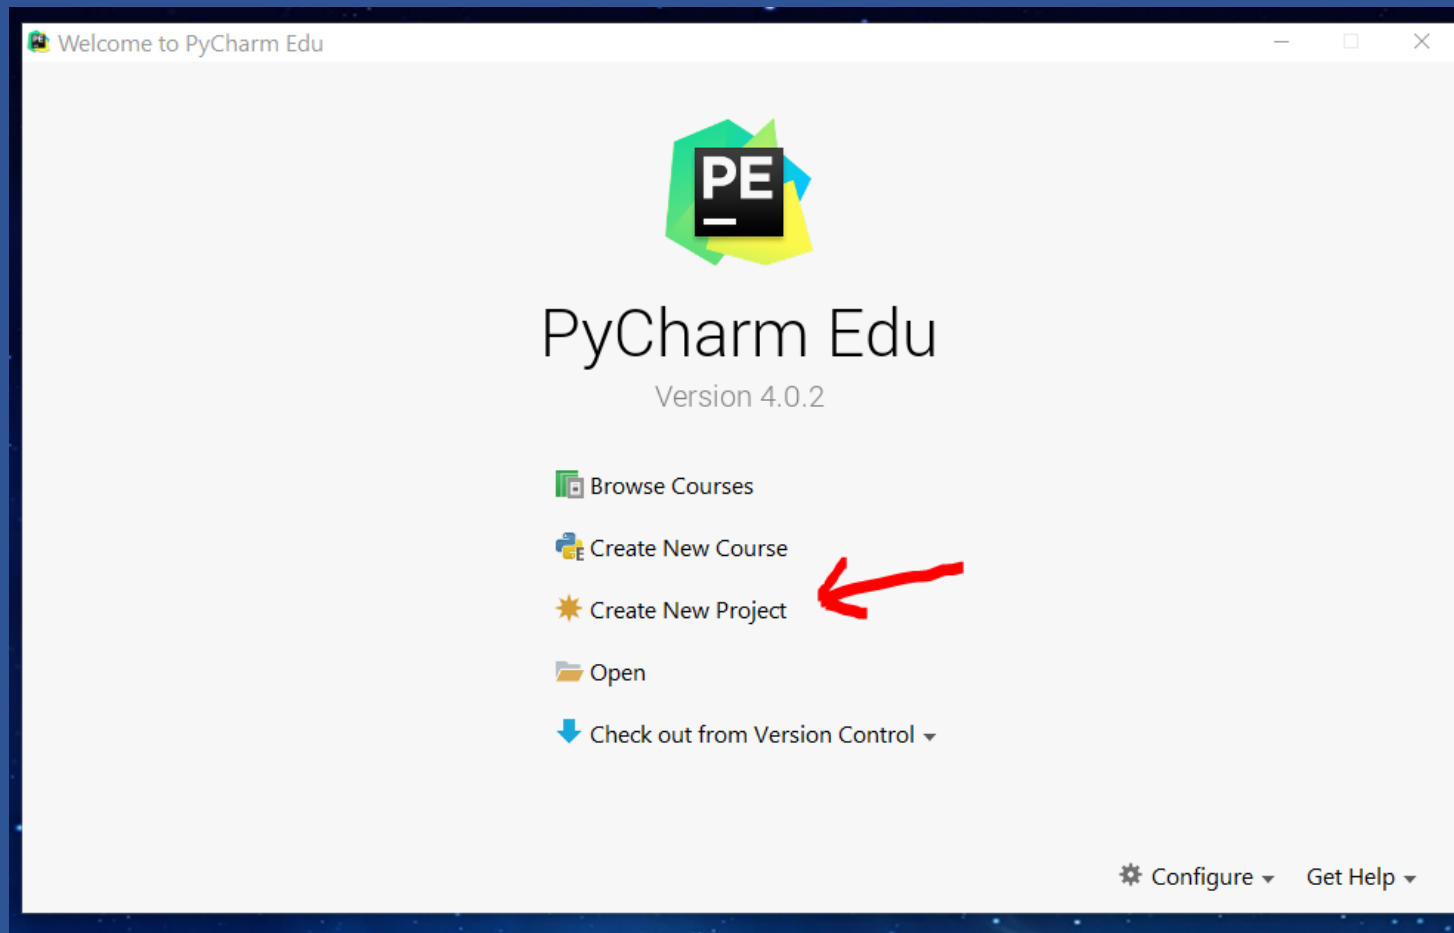 Welcome to PyCharm Edu
PE
PyCharm Edu
Version 4.0.2
Browse Courses
Create New Course
Create New Project
Open
Check out from Version Control
Configure
Get Help